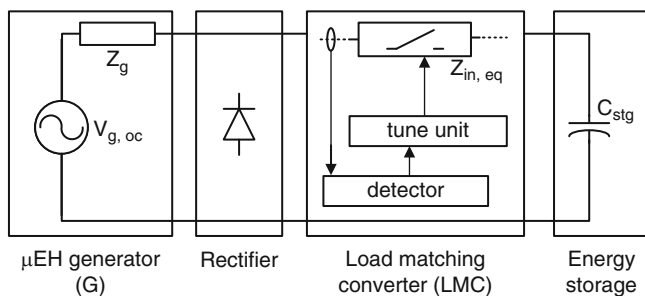 Z_g
V_g, oc
Z_in, eq
tune unit
detector
C_stg
μEH generator
(G)
Rectifier
Load matching
converter (LMC)
Energy
storage